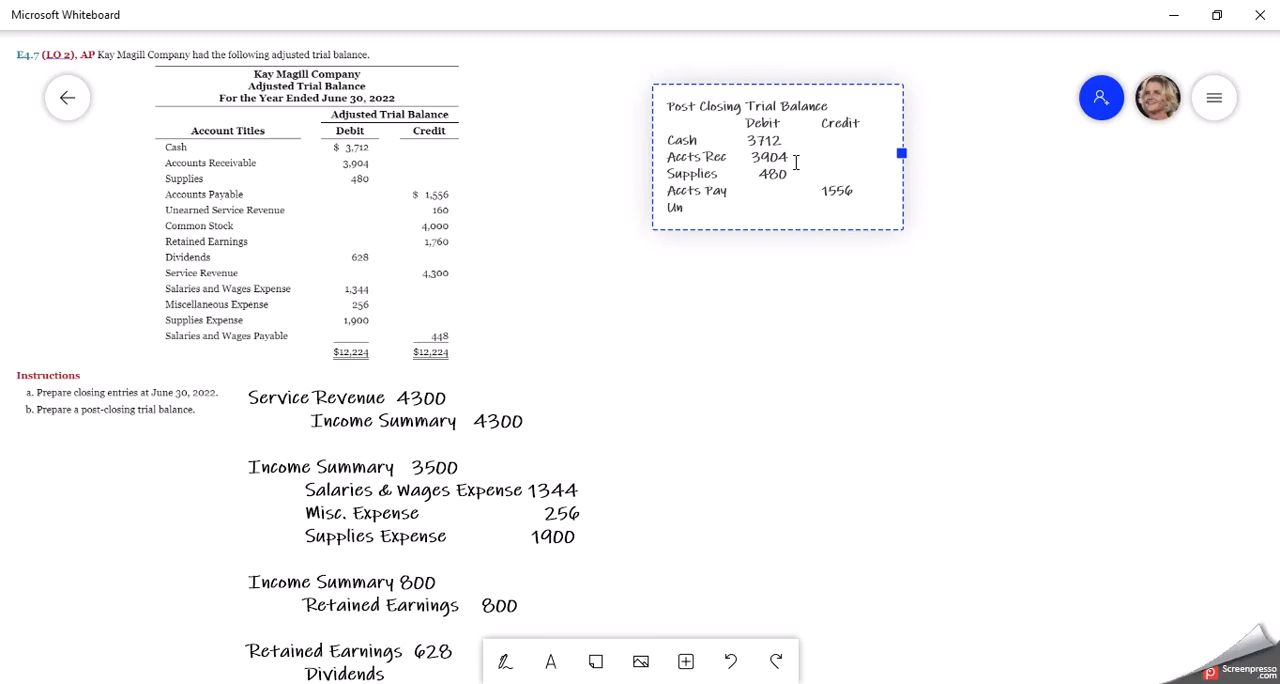 Microsoft Whiteboard
E4.7 (LO 2), AP Kay Magill Company had the following adjusted trial balance.
Kay Magill Company
Adjusted Trial Balance
For the Year Ended June 30, 2022
Adjusted Trial Balance
Account Titles Debit Credit
Cash $ 3,712
Accounts Receivable 3,904
Supplies 480
Accounts Payable $ 1,556
Unearned Service Revenue 160
Common Stock 4,000
Retained Earnings 1,760
Dividends 628
Service Revenue 4,300
Salaries and Wages Expense 1,344
Miscellaneous Expense 256
Supplies Expense 1,900
Salaries and Wages Payable 448
$12,224 $12,224
Instructions
a. Prepare closing entries at June 30, 2022.
b. Prepare a post-closing trial balance.
Service Revenue 4300
Income Summary 4300
Income Summary 3500
Salaries & Wages Expense 1344
Misc. Expense 256
Supplies Expense 1900
Income Summary 800
Retained Earnings 800
Retained Earnings 628
Dividends
Post Closing Trial Balance
Debit Credit
Cash 3712
Accts Rec 3904
Supplies 480
Accts Pay 1556
Un
Screenpresso
.com